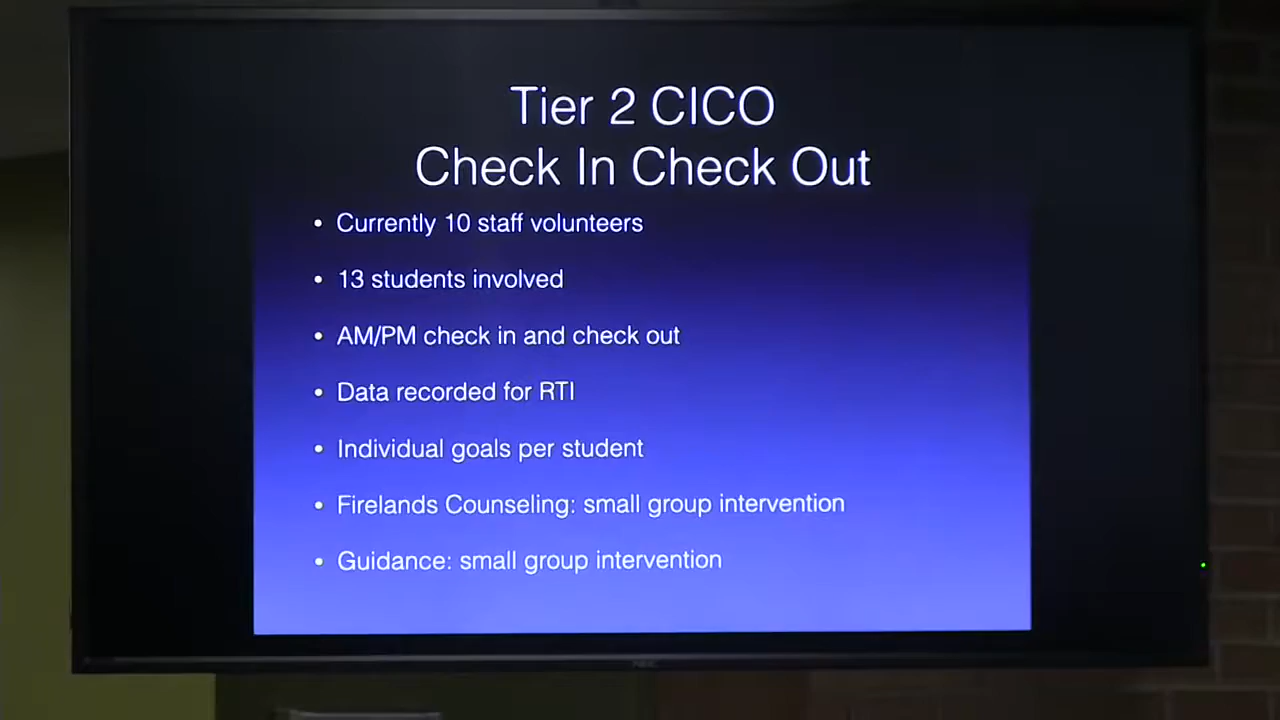 Tier 2 CICO
Check In Check Out
• Currently 10 staff volunteers
• 13 students involved
• AM/PM check in and check out
• Data recorded for RTI
• Individual goals per student
• Firelands Counseling: small group intervention
• Guidance: small group intervention
NEC